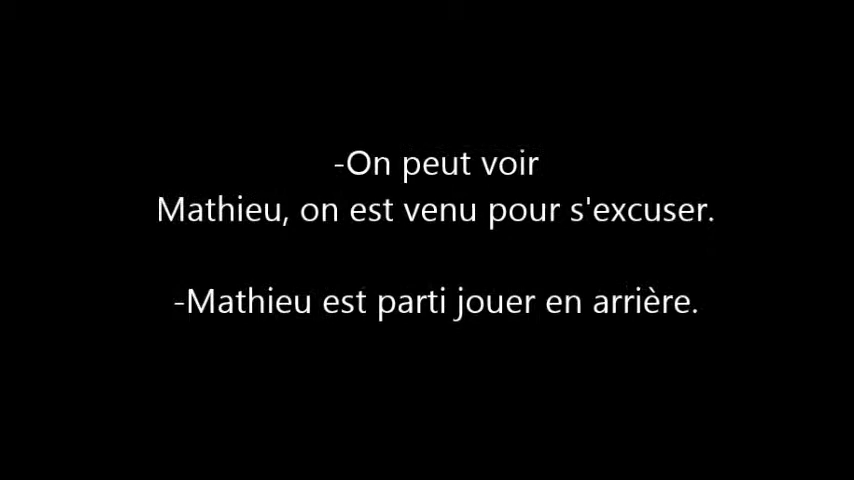 -On peut voir
Mathieu, on est venu pour s'excuser.
-Mathieu est parti jouer en arrière.